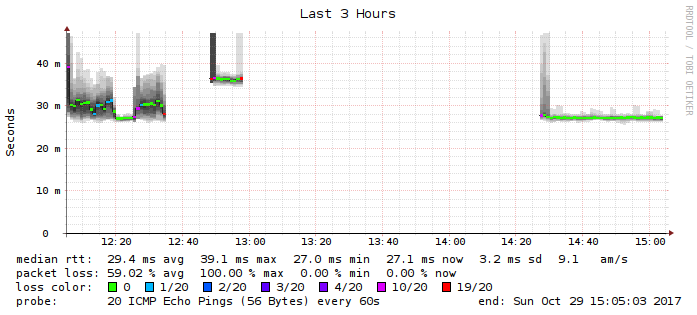 Last 3 Hours
RRDTOOL / TOBI OETIKER
Seconds
40 m
30 m
20 m
10 m
0
12:20 12:40 13:00 13:20 13:40 14:00 14:20 14:40 15:00
median rtt: 29.4 ms avg 39.1 ms max 27.0 ms min 27.1 ms now 3.2 ms sd 9.1 am/s
packet loss: 59.02 % avg 100.00 % max 0.00 % min 0.00 % now
loss color: 0 1/20 2/20 3/20 4/20 10/20 19/20
probe: 20 ICMP Echo Pings (56 Bytes) every 60s end: Sun Oct 29 15:05:03 2017